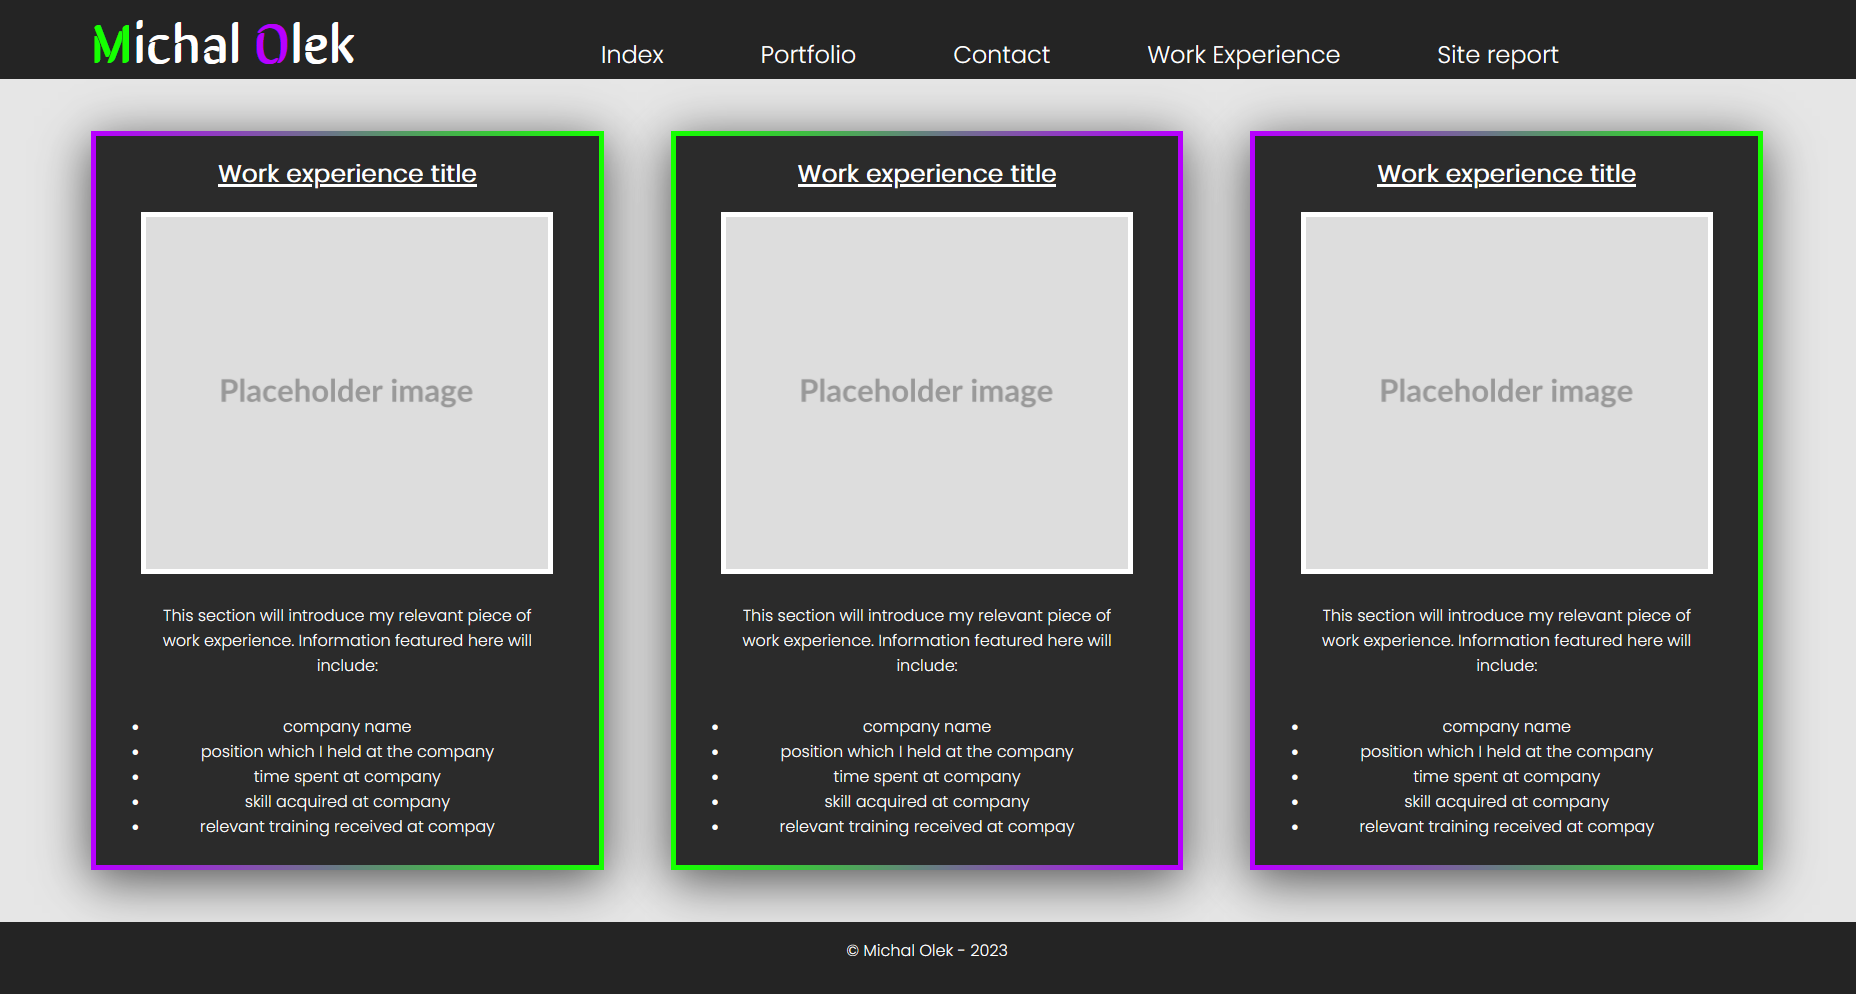 Michal Olek
Index Portfolio Contact Work Experience Site report
Work experience title
Placeholder image
This section will introduce my relevant piece of
work experience. Information featured here will
include:
• company name
• position which I held at the company
• time spent at company
• skill acquired at company
• relevant training received at compay
Work experience title
Placeholder image
This section will introduce my relevant piece of
work experience. Information featured here will
include:
• company name
• position which I held at the company
• time spent at company
• skill acquired at company
• relevant training received at compay
Work experience title
Placeholder image
This section will introduce my relevant piece of
work experience. Information featured here will
include:
• company name
• position which I held at the company
• time spent at company
• skill acquired at company
• relevant training received at compay
© Michal Olek - 2023